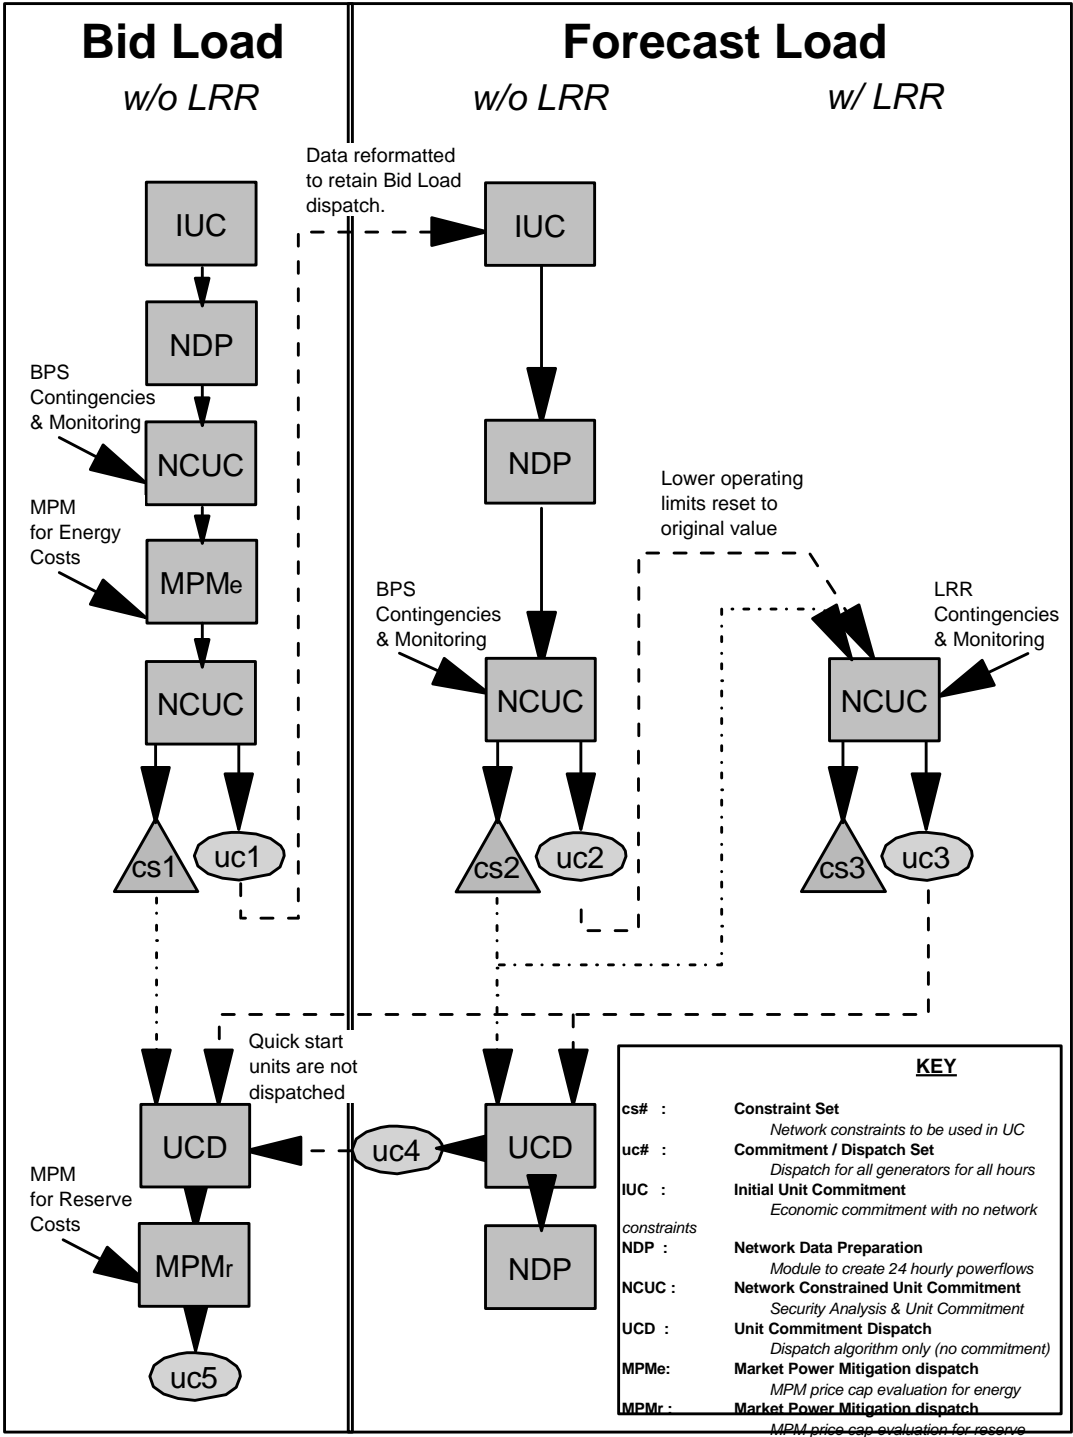 Bid Load
w/o LRR
Forecast Load
w/o LRR
w/ LRR
Data reformatted
to retain Bid Load
dispatch.
IUC
IUC
NDP
BPS
Contingencies
& Monitoring
NCUC
NDP
MPM
for Energy
Costs
MPMe
Lower operating
limits reset to
original value
BPS
Contingencies
& Monitoring
LRR
Contingencies
& Monitoring
NCUC
NCUC
NCUC
cs1
uc1
cs2
uc2
cs3
uc3
Quick start
units are not
dispatched
UCD
uc4
UCD
MPM
for Reserve
Costs
MPMr
NDP
uc5
KEY
cs# : Constraint Set
Network constraints to be used in UC
uc# : Commitment / Dispatch Set
Dispatch for all generators for all hours
IUC : Initial Unit Commitment
Economic commitment with no network
constraints
NDP : Network Data Preparation
Module to create 24 hourly powerflows
NCUC : Network Constrained Unit Commitment
Security Analysis & Unit Commitment
UCD : Unit Commitment Dispatch
Dispatch algorithm only (no commitment)
MPMe: Market Power Mitigation dispatch
MPM price cap evaluation for energy
MPMr : Market Power Mitigation dispatch
MPM price cap evaluation for reserve